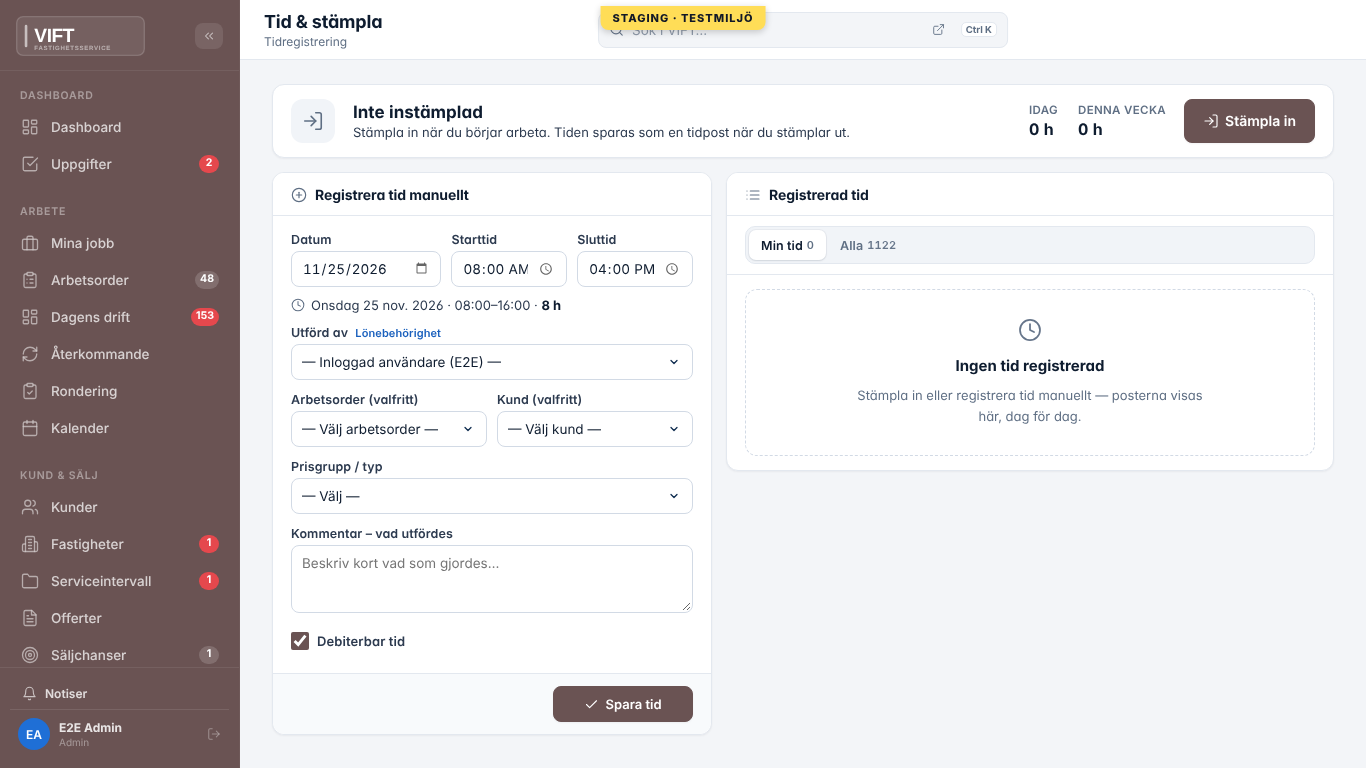 VIFT
FASTIGHETSSERVICE
DASHBOARD
Dashboard
Uppgifter 2
ARBETE
Mina jobb
Arbetsorder 48
Dagens drift 153
Återkommande
Rondering
Kalender
KUND & SÄLJ
Kunder
Fastigheter 1
Serviceintervall 1
Offerter
Säljchanser 1
Notiser
EA
E2E Admin
Admin
Tid & stämpla
Tidregistrering
STAGING · TESTMILJÖ
Sök i VIFT...
Ctrl K
Inte instämplad
Stämpla in när du börjar arbeta. Tiden sparas som en tidpost när du stämplar ut.
IDAG
0 h
DENNA VECKA
0 h
Stämpla in
Registrera tid manuellt
Datum Starttid Sluttid
11/25/2026 08:00 AM 04:00 PM
Onsdag 25 nov. 2026 · 08:00–16:00 · 8 h
Utförd av Lönebehörighet
— Inloggad användare (E2E) —
Arbetsorder (valfritt) Kund (valfritt)
— Välj arbetsorder — — Välj kund —
Prisgrupp / typ
— Välj —
Kommentar – vad utfördes
Beskriv kort vad som gjordes...
Debiterbar tid
Spara tid
Registrerad tid
Min tid 0 Alla 1122
Ingen tid registrerad
Stämpla in eller registrera tid manuellt — posterna visas
här, dag för dag.